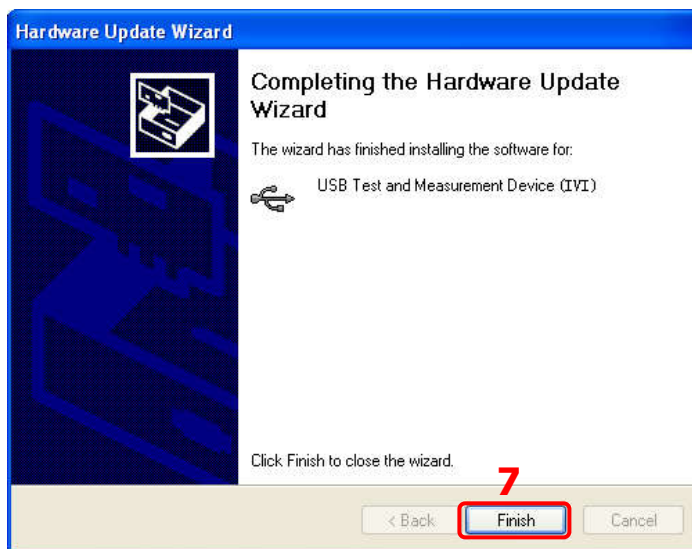 Hardware Update Wizard
Completing the Hardware Update
Wizard
The wizard has finished installing the software for:
USB Test and Measurement Device (IVI)
Click Finish to close the wizard.
7
< Back
Finish
Cancel